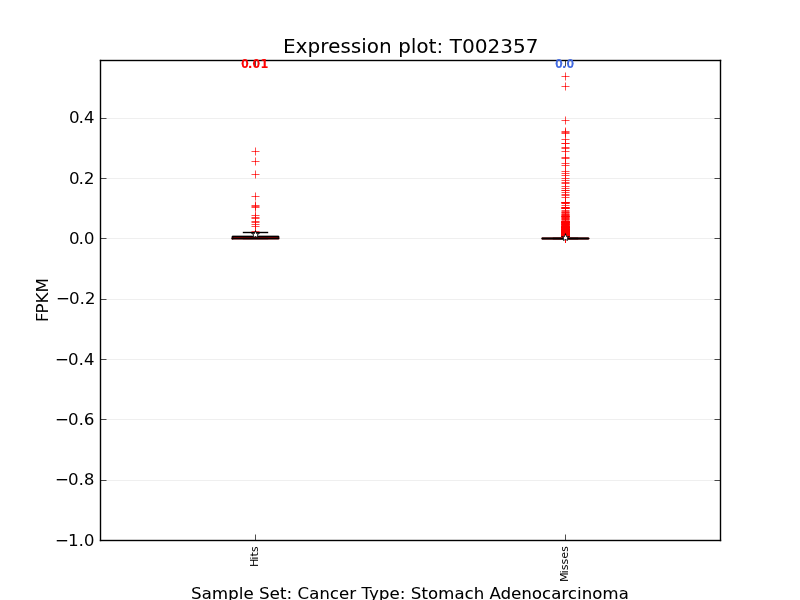 Expression plot: T002357
0.01
0.0
0.4
0.2
0.0
−0.2
−0.4
−0.6
−0.8
−1.0
FPKM
Hits
Misses
Sample Set: Cancer Type: Stomach Adenocarcinoma